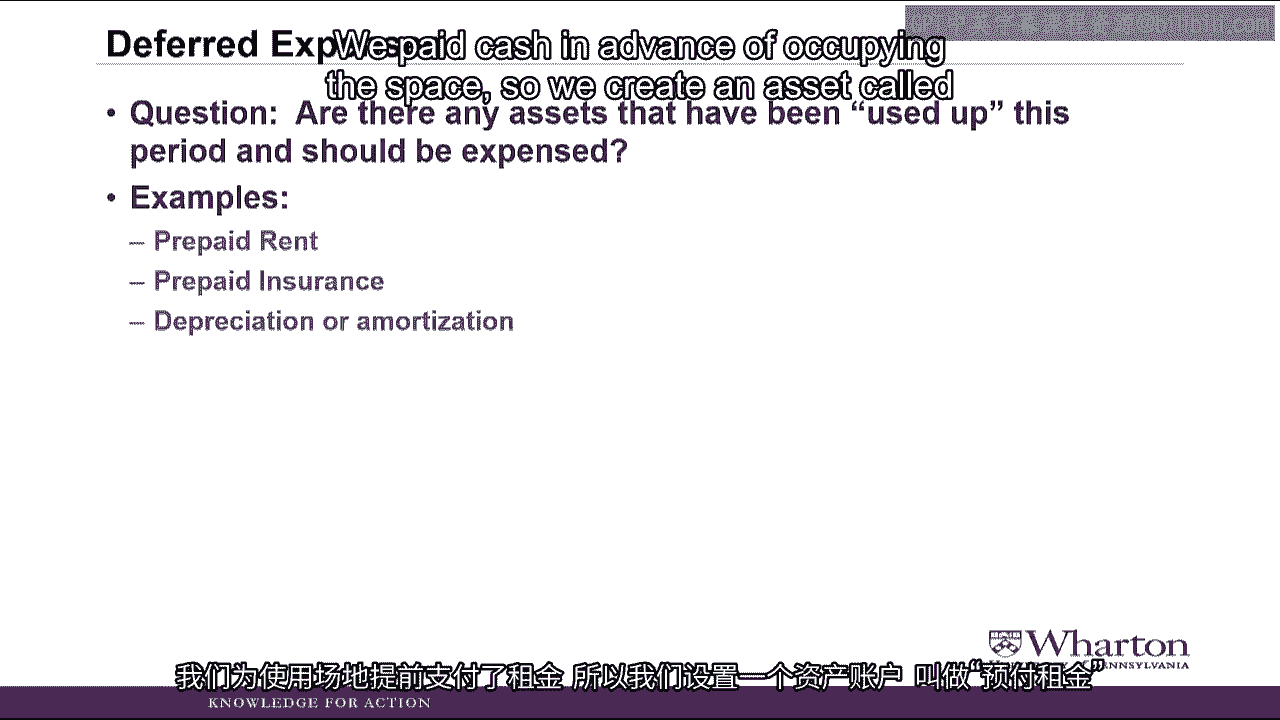 Deferred Exp
We paid cash in advance of occupying
the space, so we create an asset called
• Question: Are there any assets that have been “used up” this
period and should be expensed?
• Examples:
– Prepaid Rent
– Prepaid Insurance
– Depreciation or amortization
Wharton
PENNSYLVANIA
我们为使用场地提前支付了租金 所以我们设置一个资产账户 叫做“预付租金”
KNOWLEDGE FOR ACTION